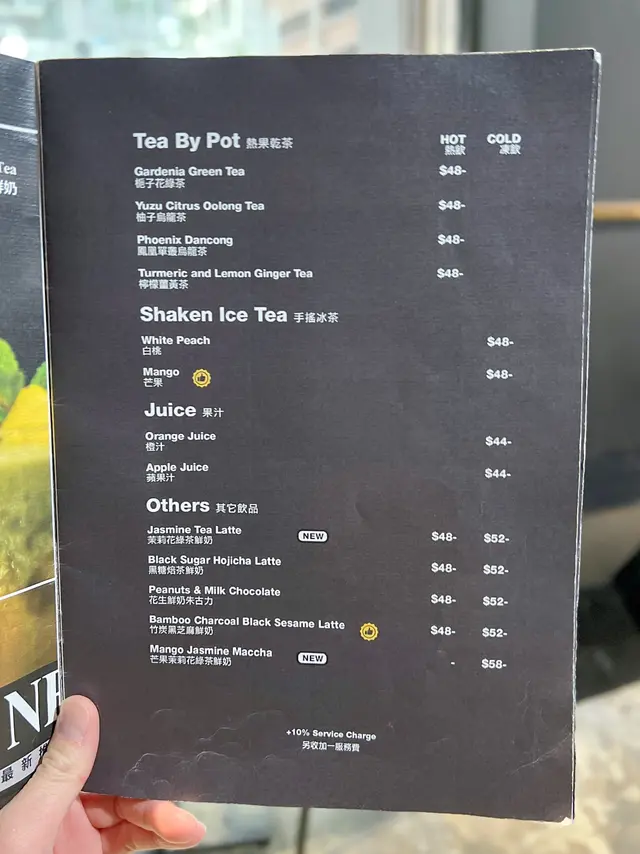 Tea
鮮奶
NE
最新推
Tea By Pot 熱果乾茶
HOT COLD
熱飲 凍飲
Gardenia Green Tea $48-
梔子花綠茶
Yuzu Citrus Oolong Tea $48-
柚子烏龍茶
Phoenix Dancong $48-
鳳凰單叢烏龍茶
Turmeric and Lemon Ginger Tea $48-
檸檬薑黃茶
Shaken Ice Tea 手搖冰茶
White Peach $48-
白桃
Mango $48-
芒果
Juice 果汁
Orange Juice $44-
橙汁
Apple Juice $44-
蘋果汁
Others 其它飲品
Jasmine Tea Latte NEW $48- $52-
茉莉花綠茶鮮奶
Black Sugar Hojicha Latte $48- $52-
黑糖焙茶鮮奶
Peanuts & Milk Chocolate $48- $52-
花生鮮奶朱古力
Bamboo Charcoal Black Sesame Latte $48- $52-
竹炭黑芝麻鮮奶
Mango Jasmine Maccha NEW - $58-
芒果茉莉花綠茶鮮奶
+10% Service Charge
另收加一服務費